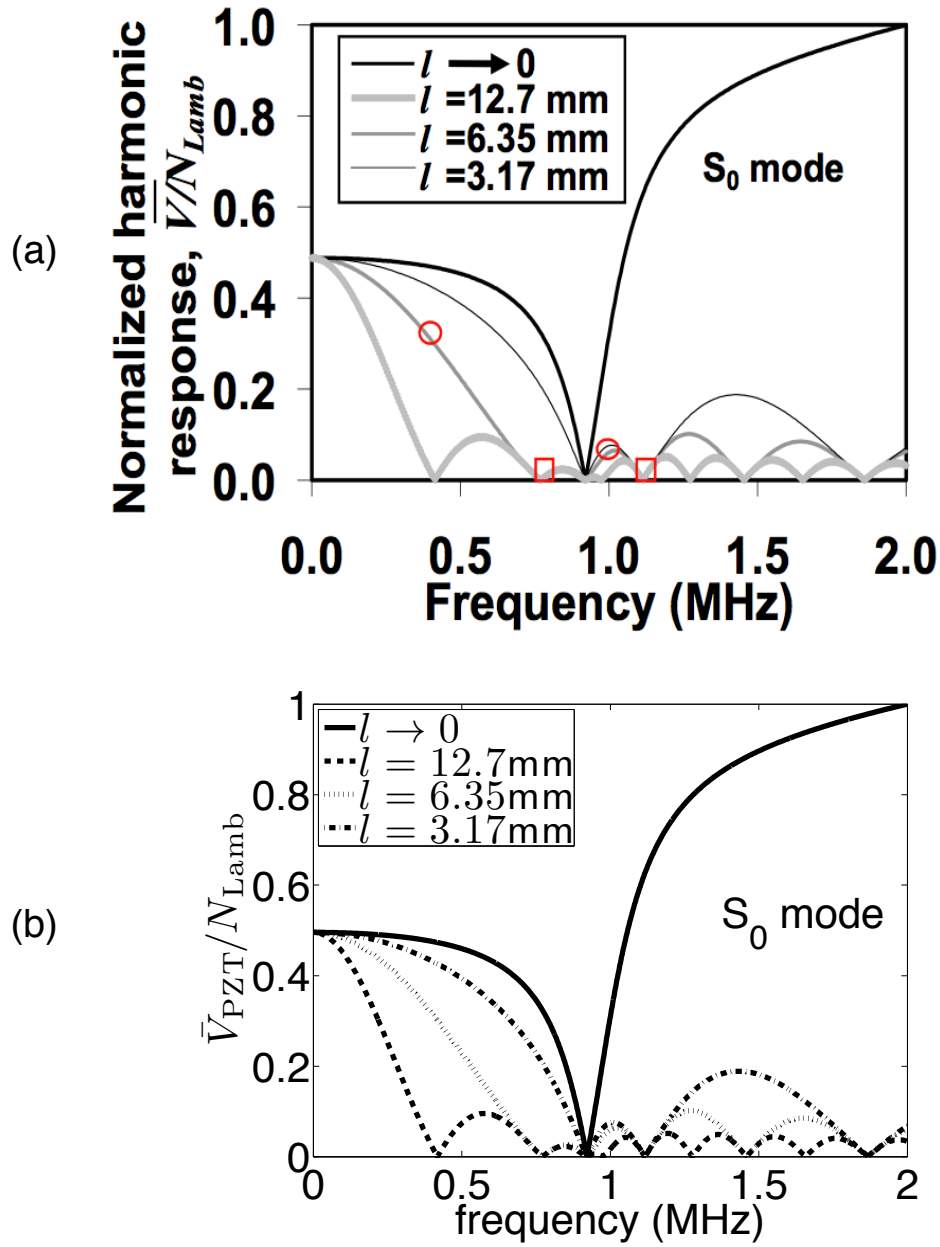 (a)
Normalized harmonic
response, V̅/N_Lamb
1.0
0.8
0.6
0.4
0.2
0.0
l → 0
l =12.7 mm
l =6.35 mm
l =3.17 mm
S₀ mode
0.0 0.5 1.0 1.5 2.0
Frequency (MHz)
(b)
V̄_PZT/N_Lamb
1
0.8
0.6
0.4
0.2
0
l → 0
l = 12.7mm
l = 6.35mm
l = 3.17mm
S₀ mode
0 0.5 1 1.5 2
frequency (MHz)